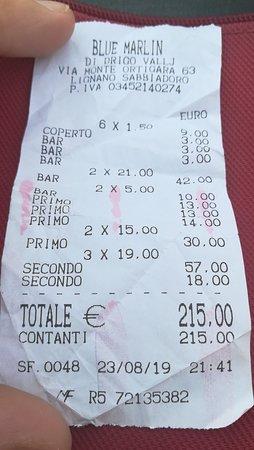 BLUE MARLIN
DI DRIGO VALLJ
VIA MONTE ORTIGARA 63
LIGNANO SABBIADORO
P.IVA 03452140274
EURO
6 X 1.50
COPERTO 9.00
BAR 3.00
BAR 3.00
BAR 3.00
2 X 21.00
BAR 42.00
2 X 5.00
BAR 10.00
PRIMO 13.00
PRIMO 13.00
PRIMO 14.00
2 X 15.00
PRIMO 30.00
3 X 19.00
SECONDO 57.00
SECONDO 18.00
TOTALE € 215.00
CONTANTI 215.00
SF.0048 23/08/19 21:41
MF R5 72135382